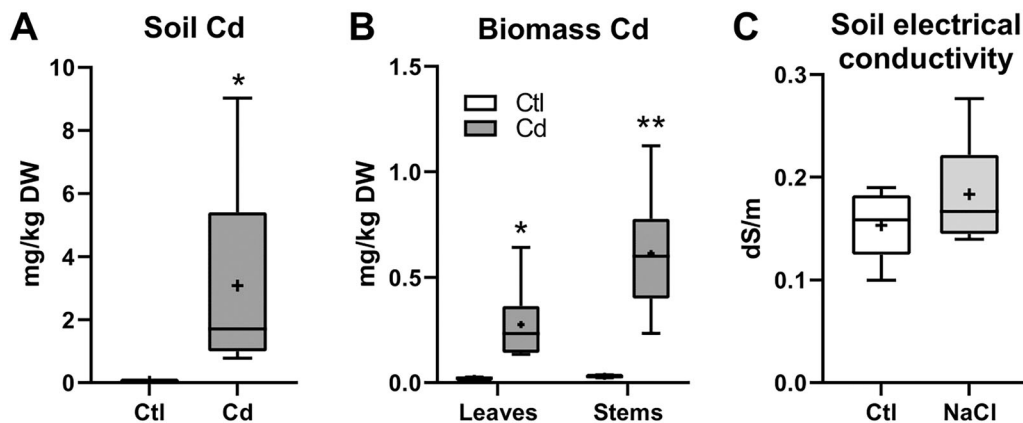 A
Soil Cd
mg/kg DW
10
8
6
4
2
0
*
Ctl
Cd
B
Biomass Cd
mg/kg DW
1.5
1.0
0.5
0.0
Ctl
Cd
*
**
Leaves
Stems
C
Soil electrical
conductivity
dS/m
0.3
0.2
0.1
0.0
Ctl
NaCl